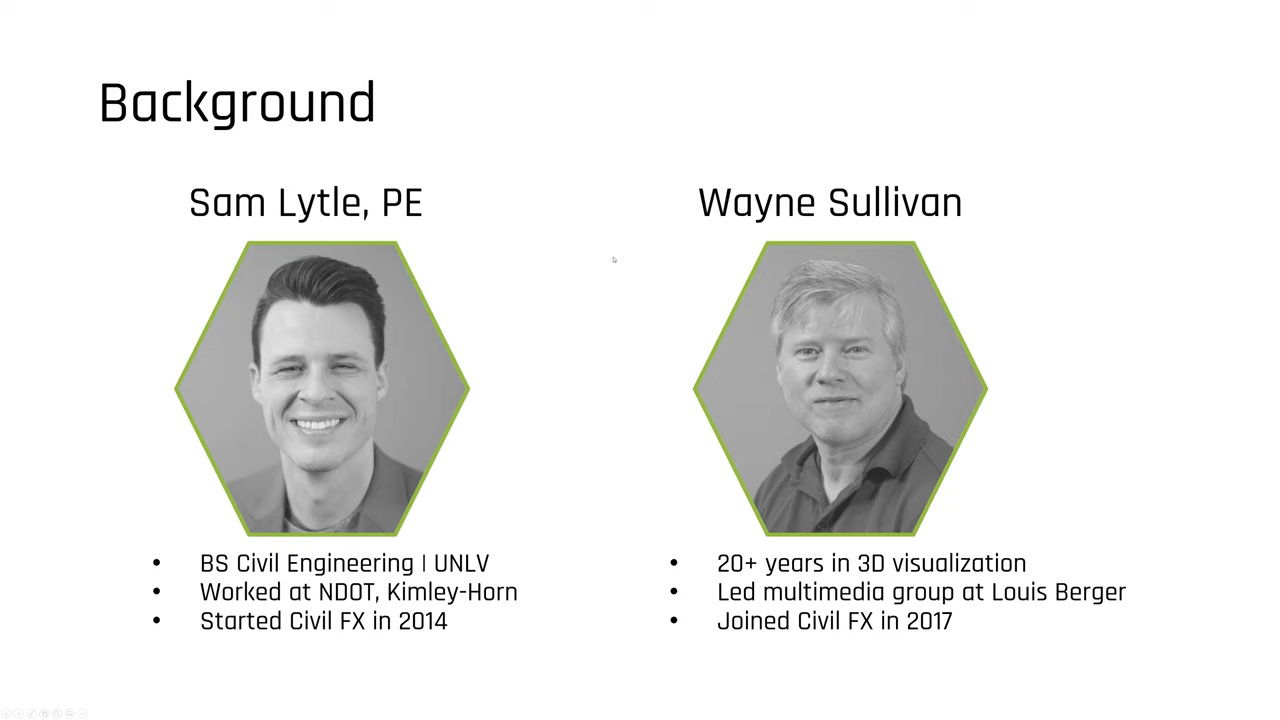 Background
Sam Lytle, PE
Wayne Sullivan
• BS Civil Engineering | UNLV
• Worked at NDOT, Kimley-Horn
• Started Civil FX in 2014
• 20+ years in 3D visualization
• Led multimedia group at Louis Berger
• Joined Civil FX in 2017